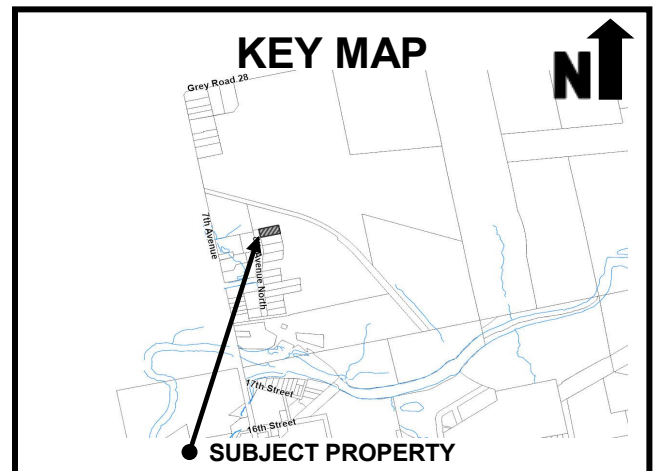 KEY MAP
N
Grey Road 28
7th Avenue
Avenue North
17th Street
16th Street
SUBJECT PROPERTY